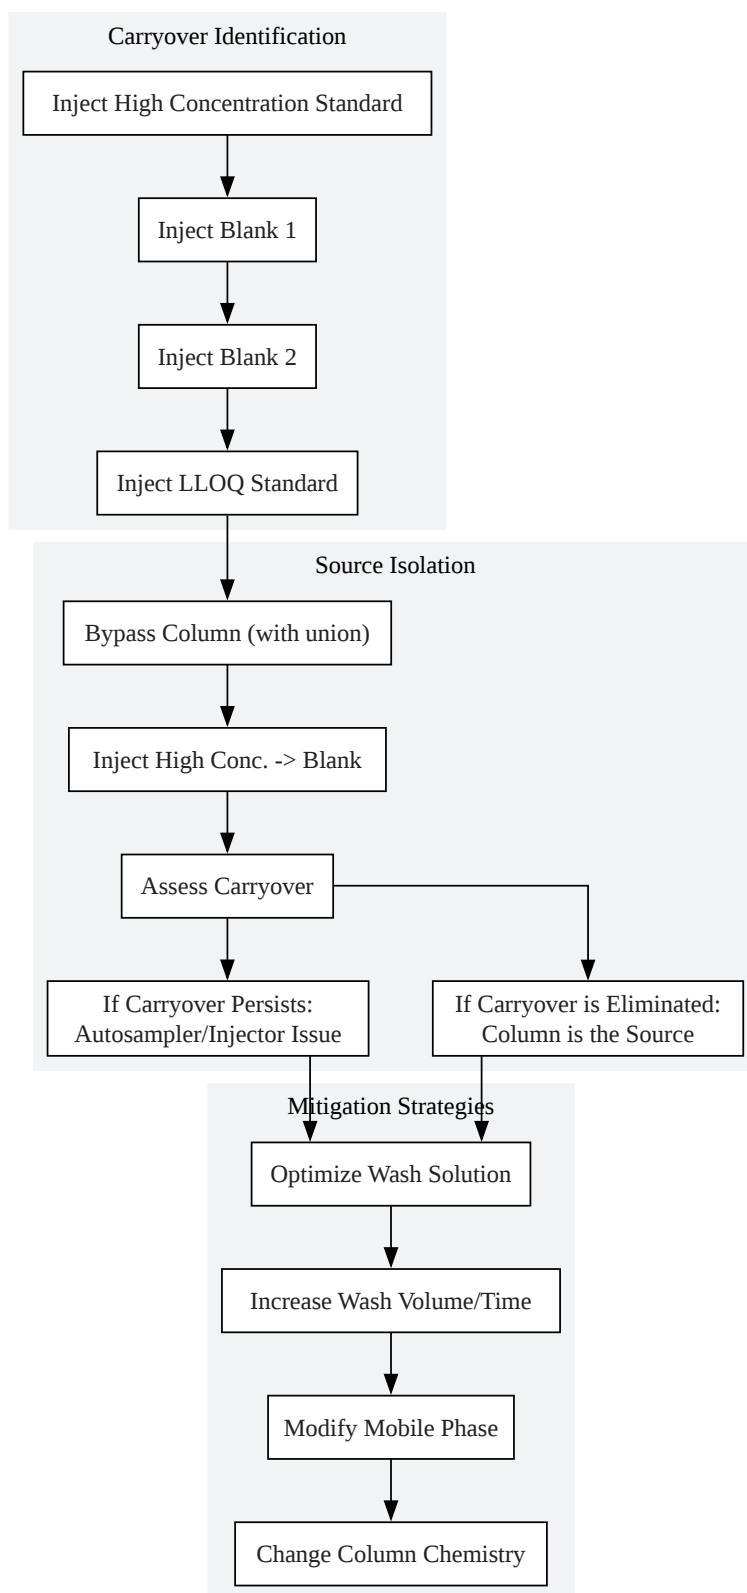 Carryover Identification
Inject High Concentration Standard
Inject Blank 1
Inject Blank 2
Inject LLOQ Standard
Source Isolation
Bypass Column (with union)
Inject High Conc. -> Blank
Assess Carryover
If Carryover Persists:
Autosampler/Injector Issue
If Carryover is Eliminated:
Column is the Source
Mitigation Strategies
Optimize Wash Solution
Increase Wash Volume/Time
Modify Mobile Phase
Change Column Chemistry